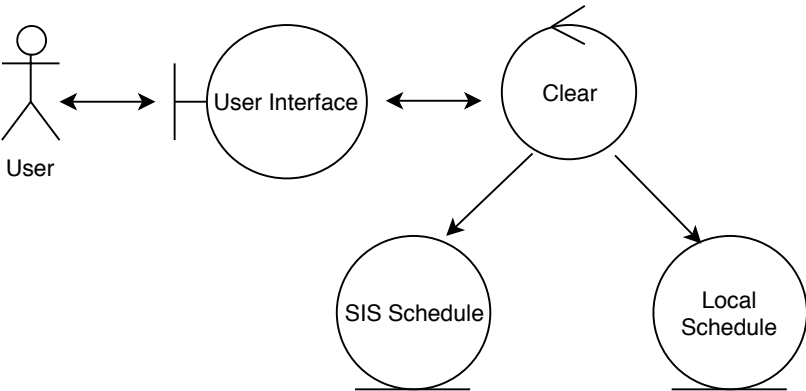 User
User Interface
Clear
SIS Schedule
Local
Schedule